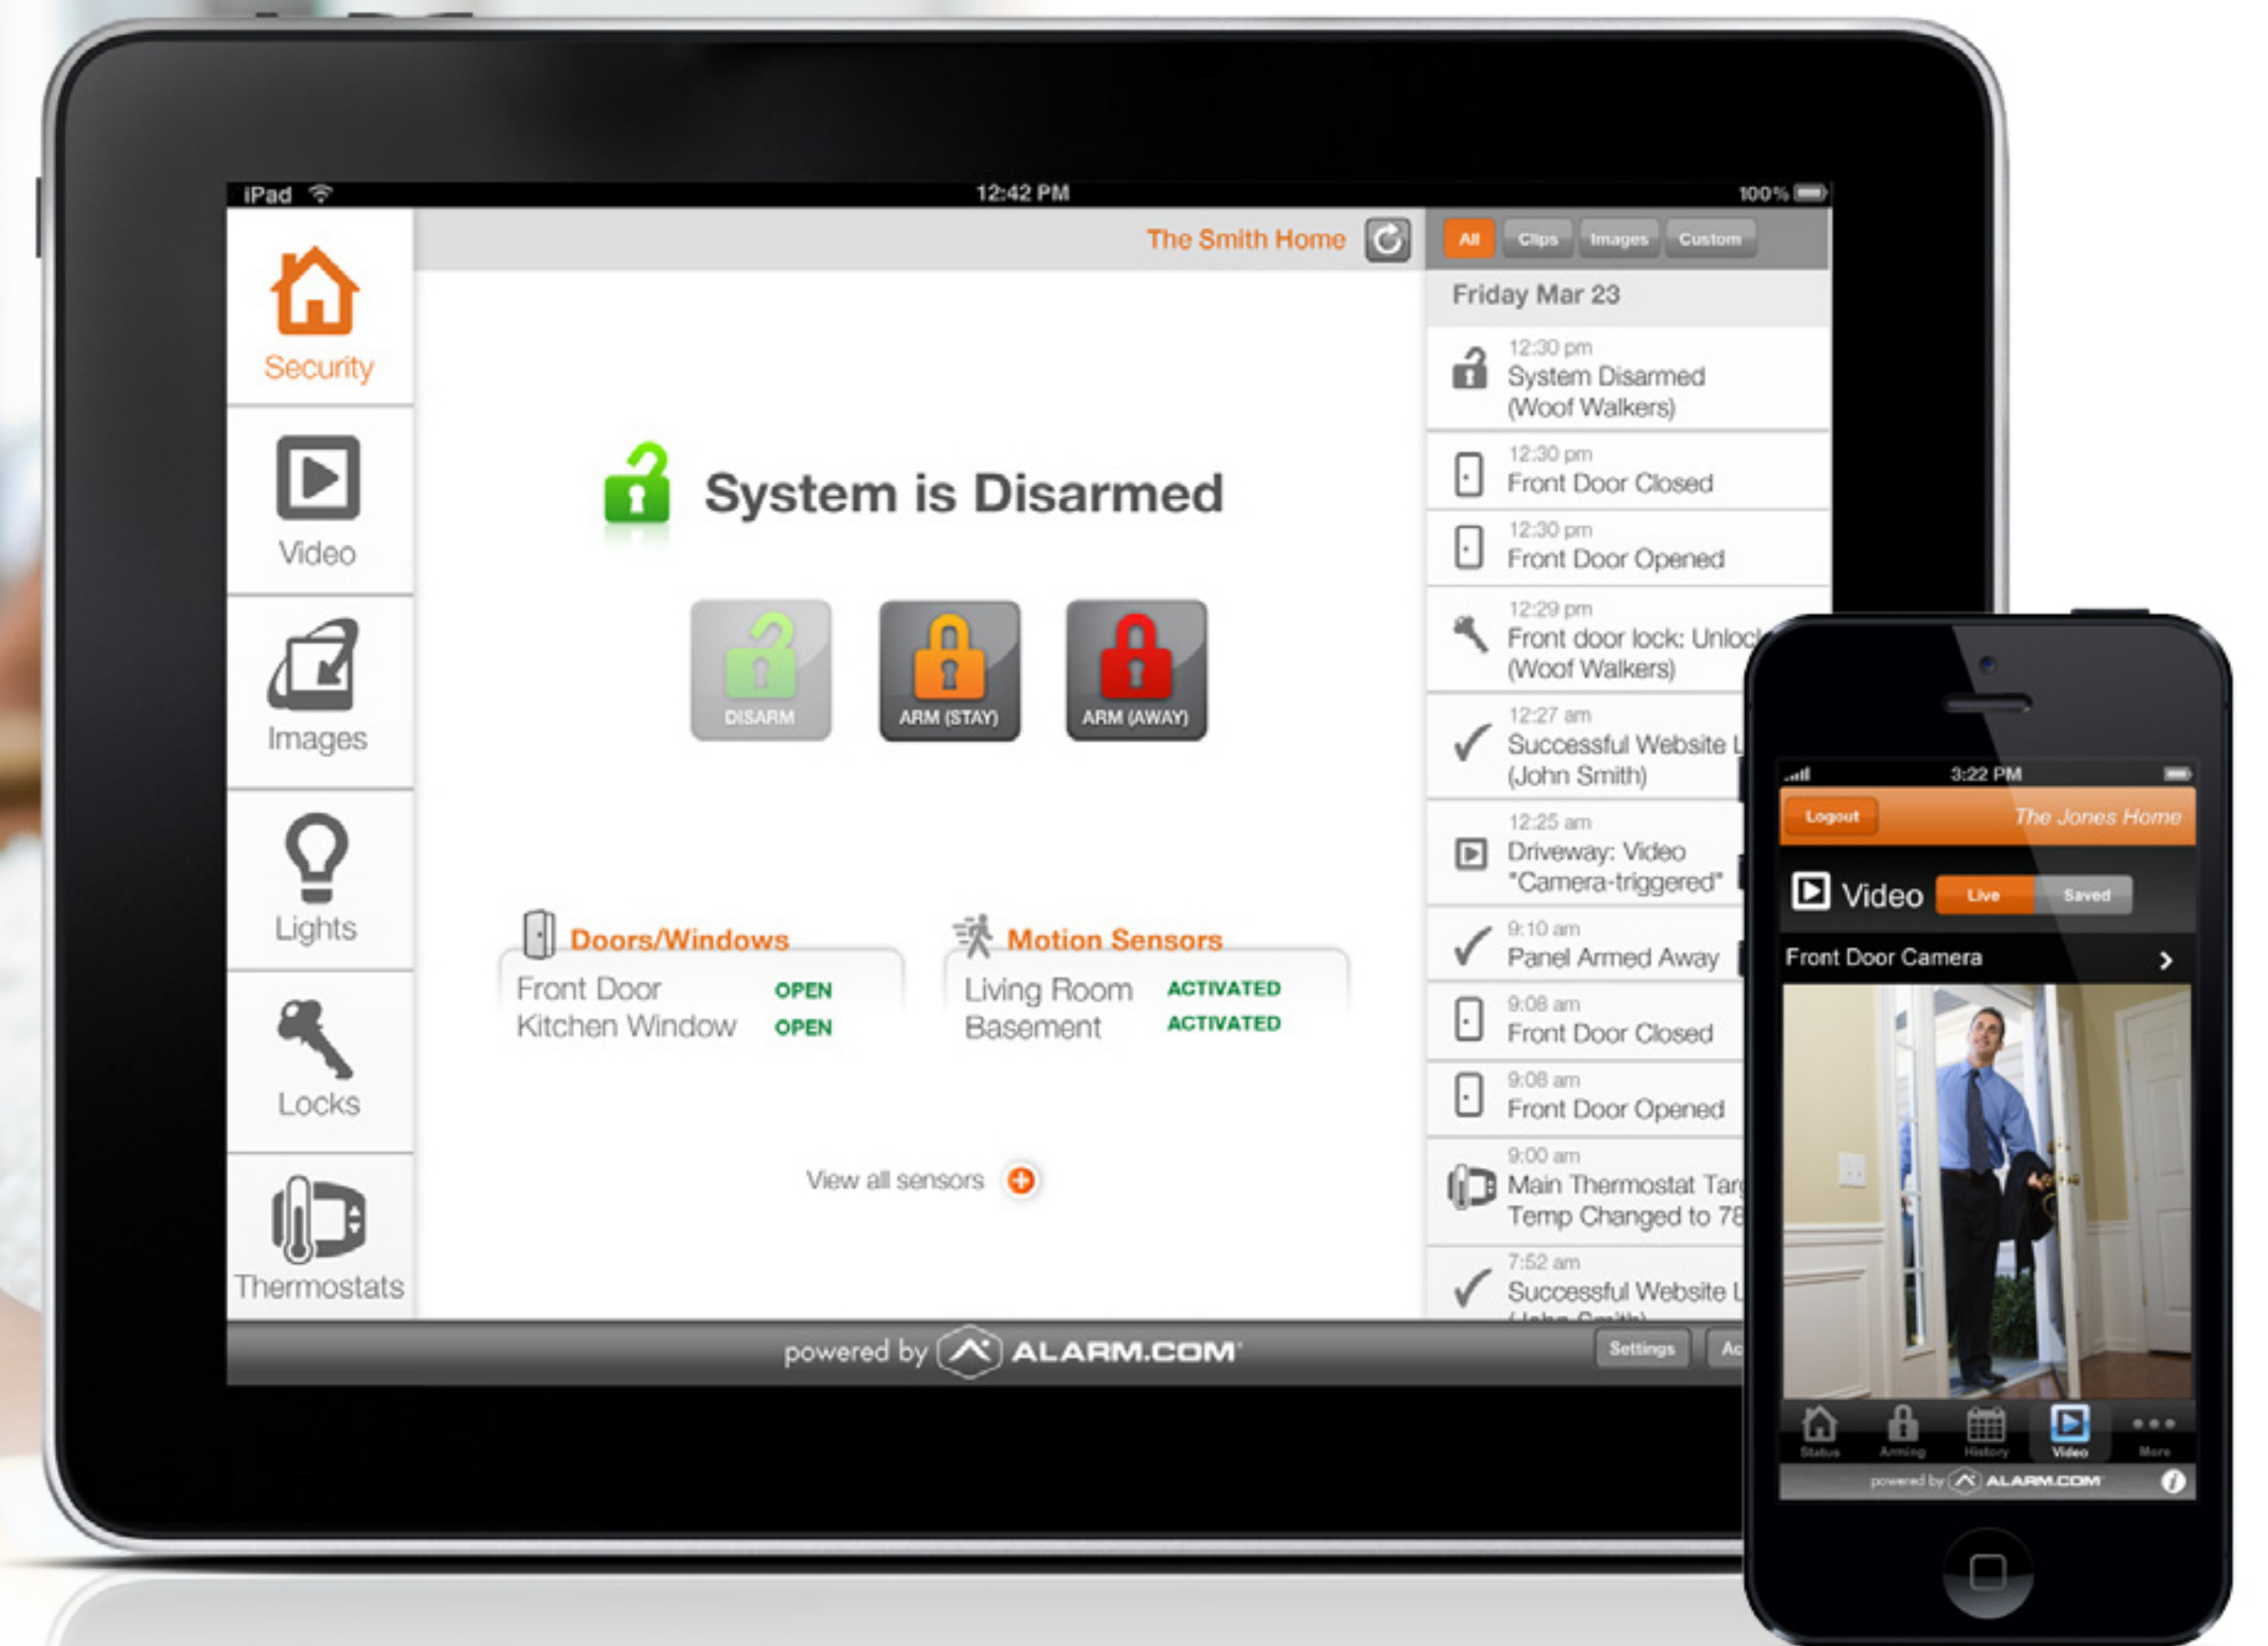 iPad
12:42 PM
100%
The Smith Home
Security
Video
Images
Lights
Locks
Thermostats
System is Disarmed
DISARM
ARM (STAY)
ARM (AWAY)
Doors/Windows
Front Door OPEN
Kitchen Window OPEN
Motion Sensors
Living Room ACTIVATED
Basement ACTIVATED
View all sensors
All
Clips
Images
Custom
Friday Mar 23
12:30 pm
System Disarmed
(Woof Walkers)
12:30 pm
Front Door Closed
12:30 pm
Front Door Opened
12:29 pm
Front door lock:
(Woof Walkers)
12:27 am
Successful Website
(John Smith)
12:25 am
Driveway: Video
"Camera-triggered"
9:10 am
Panel Armed Away
9:08 am
Front Door Closed
9:08 am
Front Door Opened
9:00 am
Main Thermostat
Temp Changed to 78
7:52 am
Successful Website
powered by ALARM.COM
Settings
3:22 PM
Logout
The Jones Home
Video
Live
Saved
Front Door Camera
Status
Arming
History
Video
More
powered by ALARM.COM